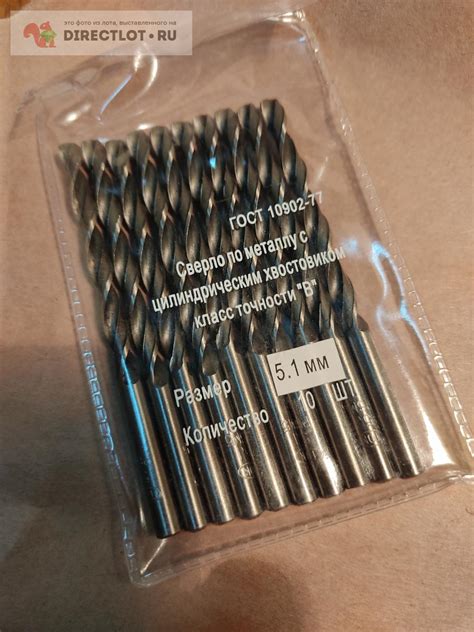 это фото из лота, выставленного на
DIRECTLOT.RU
ГОСТ 10902-77
Сверло по металлу с
цилиндрическим хвостовиком
класс точности "В"
Размер 5.1 мм
Количество 10 шт